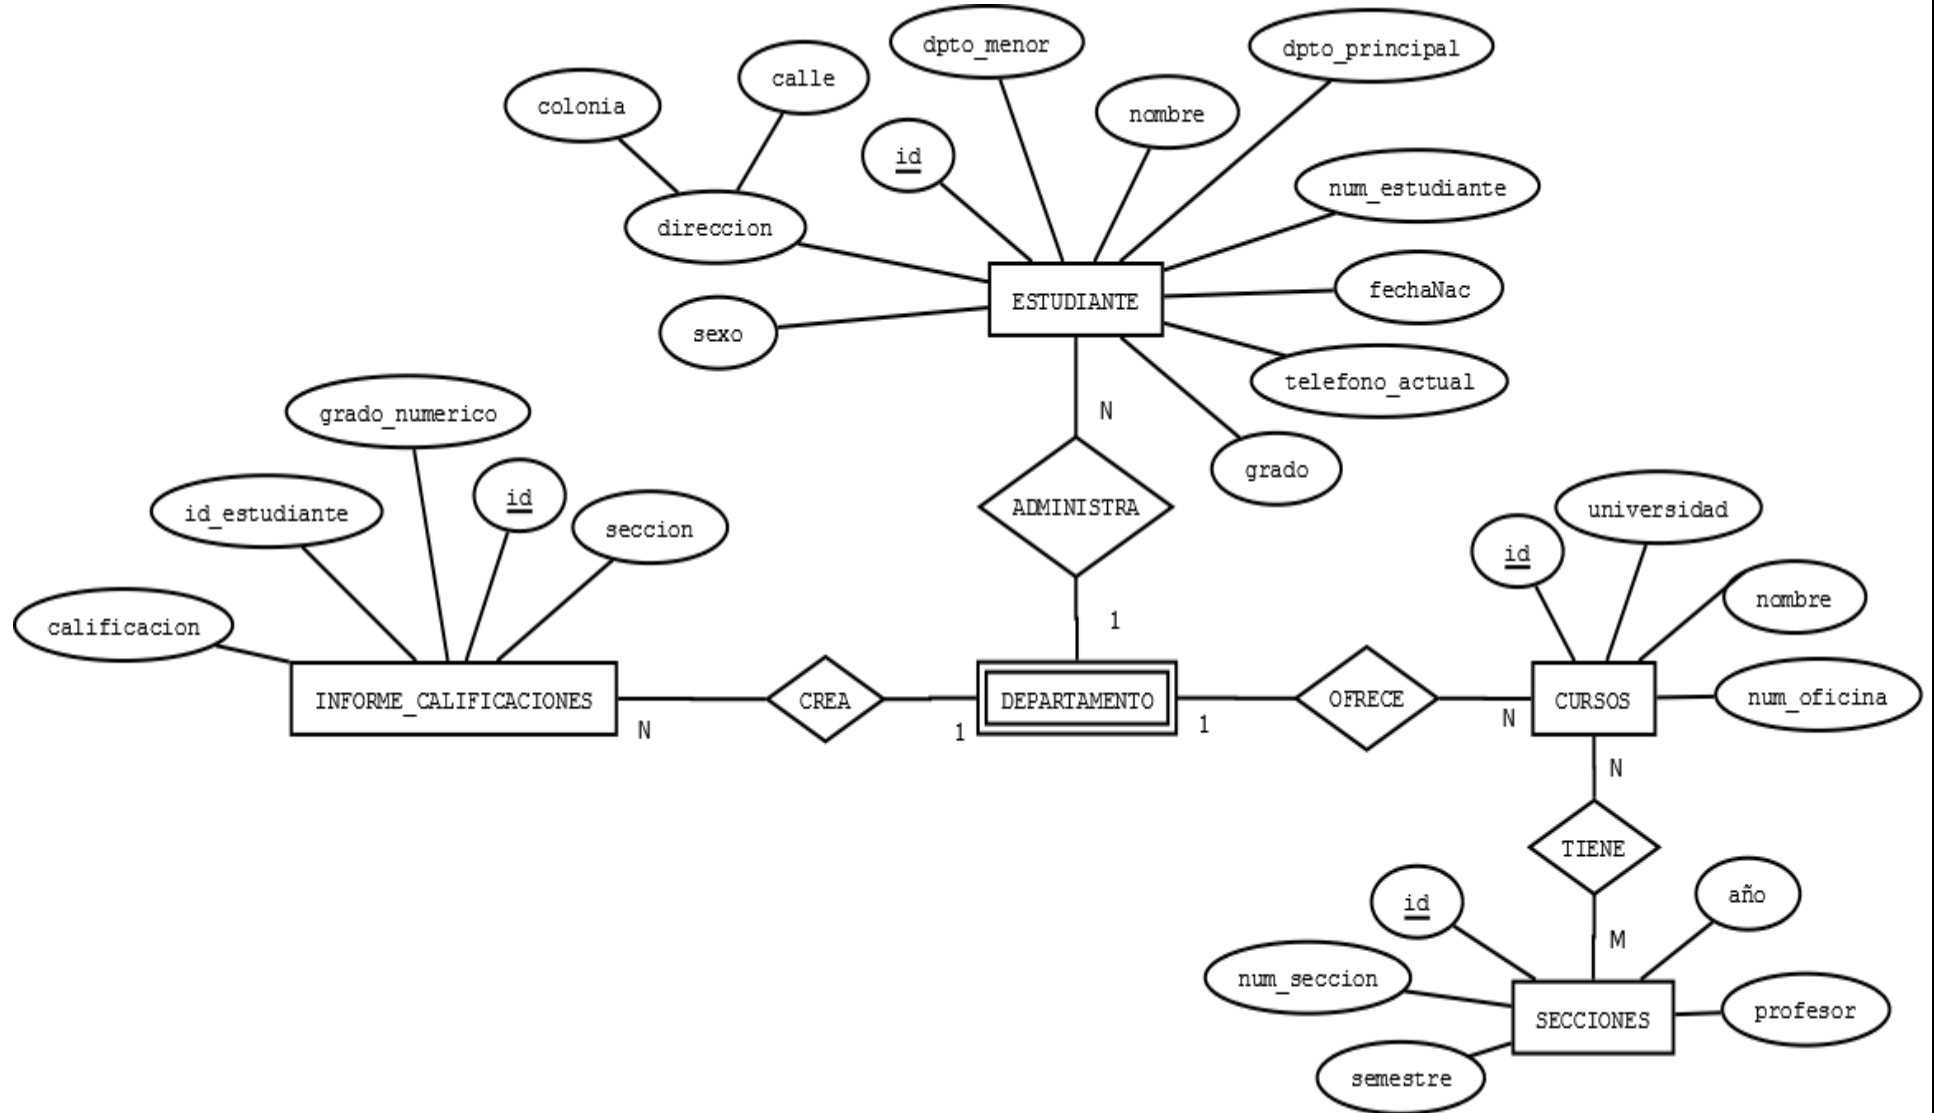 dpto_menor
dpto_principal
calle
colonia
nombre
id
num_estudiante
direccion
fechaNac
ESTUDIANTE
sexo
telefono_actual
grado_numerico
N
grado
id
id_estudiante
seccion
ADMINISTRA
universidad
id
nombre
calificacion
1
INFORME_CALIFICACIONES
CREA
DEPARTAMENTO
OFRECE
CURSOS
num_oficina
N
1
1
N
N
TIENE
id
año
M
num_seccion
SECCIONES
profesor
semestre